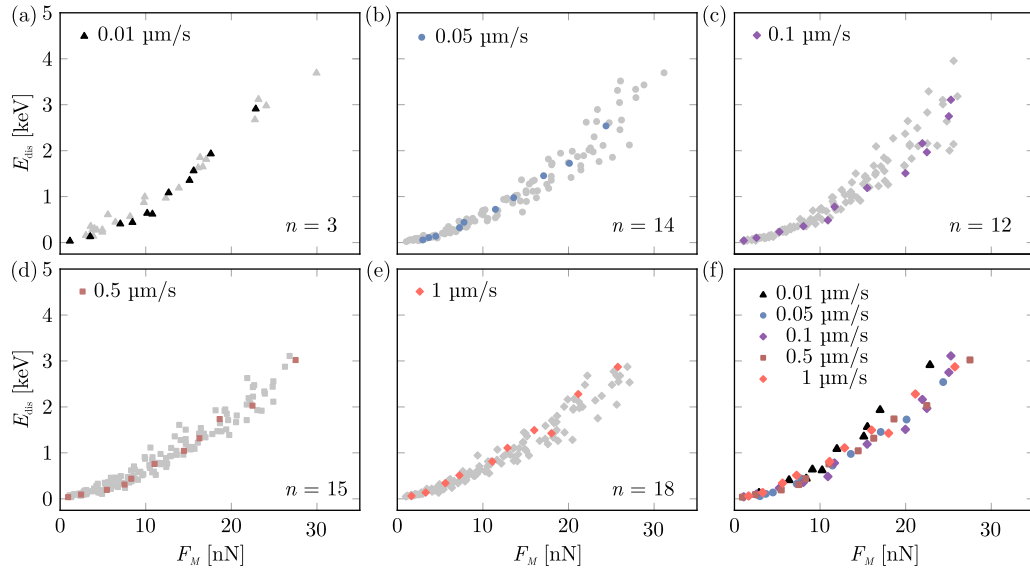 (a) 0.01 µm/s
(b) 0.05 µm/s
(c) 0.1 µm/s
5
4
3
2
1
0
E_dis [keV]
n = 3
n = 14
n = 12
(d) 0.5 µm/s
(e) 1 µm/s
(f) 0.01 µm/s
0.05 µm/s
0.1 µm/s
0.5 µm/s
1 µm/s
5
4
3
2
1
0
E_dis [keV]
n = 15
n = 18
0 10 20 30
0 10 20 30
0 10 20 30
F_M [nN]
F_M [nN]
F_M [nN]